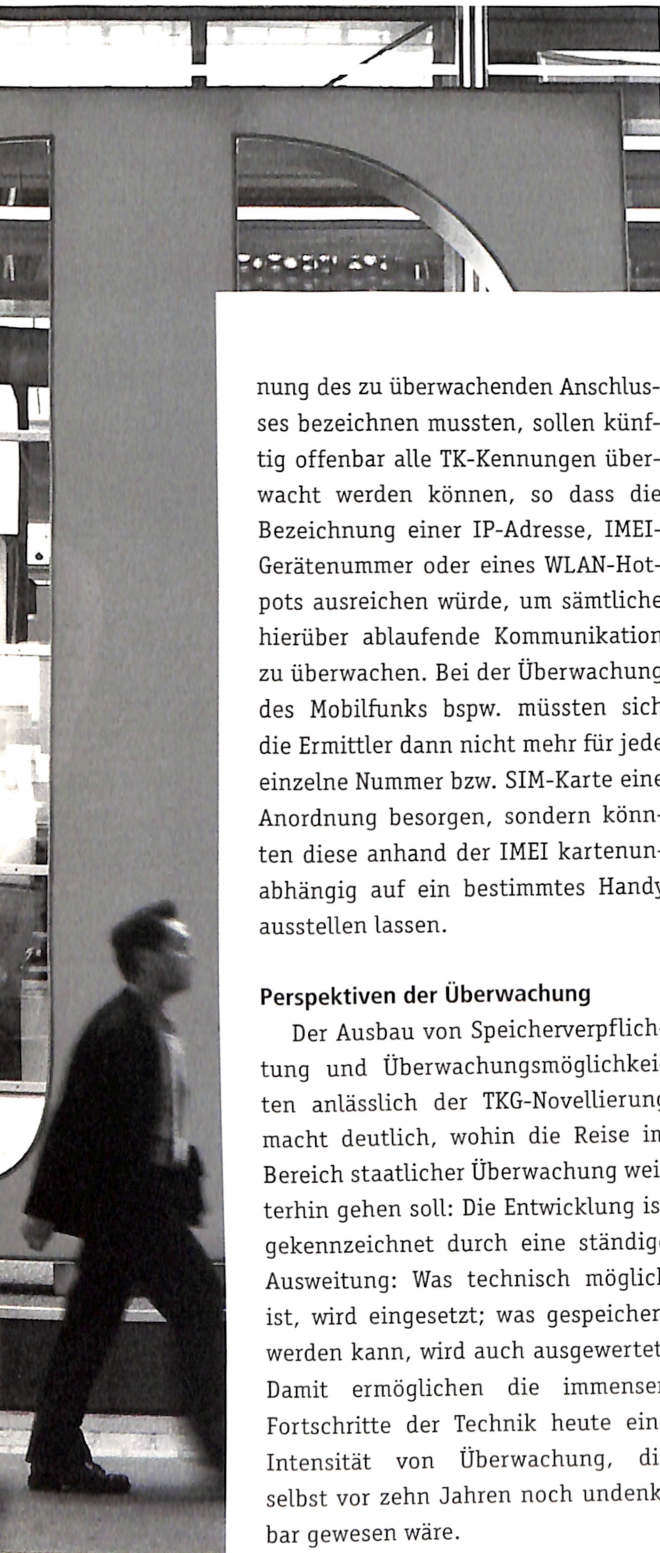 nung des zu überwachenden Anschlus-
ses bezeichnen mussten, sollen künf-
tig offenbar alle TK-Kennungen über-
wacht werden können, so dass die
Bezeichnung einer IP-Adresse, IMEI-
Gerätenummer oder eines WLAN-Hot-
pots ausreichen würde, um sämtliche
hierüber ablaufende Kommunikation
zu überwachen. Bei der Überwachung
des Mobilfunks bspw. müssten sich
die Ermittler dann nicht mehr für jede
einzelne Nummer bzw. SIM-Karte eine
Anordnung besorgen, sondern könn-
ten diese anhand der IMEI kartenun-
abhängig auf ein bestimmtes Handy
ausstellen lassen.
Perspektiven der Überwachung
Der Ausbau von Speicherverpflich-
tung und Überwachungsmöglichkei-
ten anlässlich der TKG-Novellierung
macht deutlich, wohin die Reise im
Bereich staatlicher Überwachung wei-
terhin gehen soll: Die Entwicklung is
gekennzeichnet durch eine ständig
Ausweitung: Was technisch möglich
ist, wird eingesetzt; was gespeicher
werden kann, wird auch ausgewertet
Damit ermöglichen die immensen
Fortschritte der Technik heute ein
Intensität von Überwachung, di
selbst vor zehn Jahren noch undenk
bar gewesen wäre.